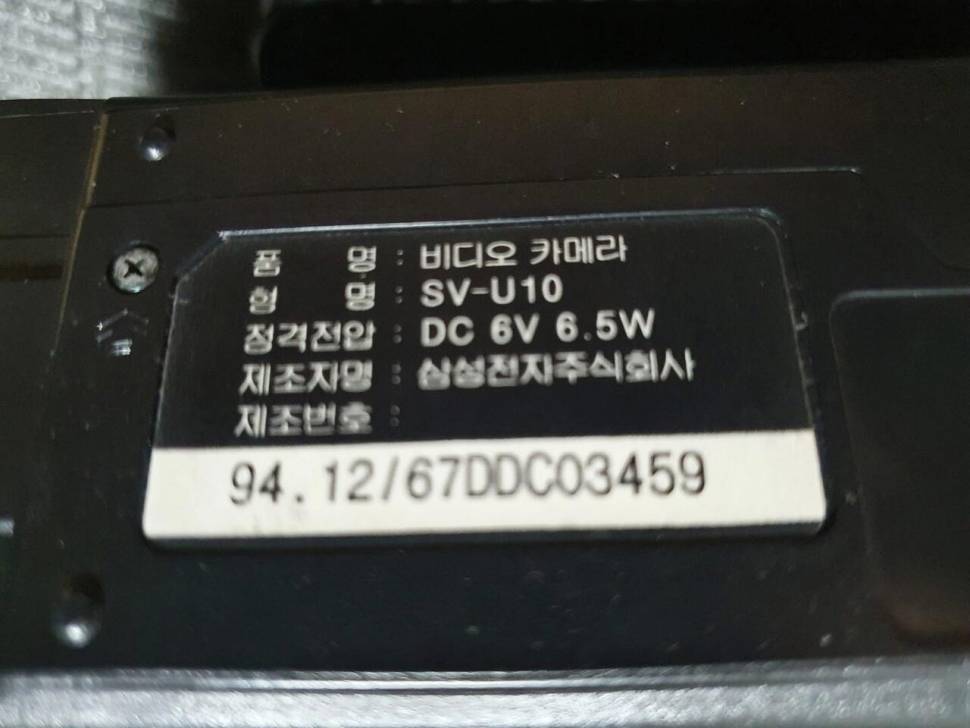 품 명 : 비디오 카메라
형 명 : SV-U10
정격전압 : DC 6V 6.5W
제조자명 : 삼성전자주식회사
제조번호 :
94.12/67DDC03459